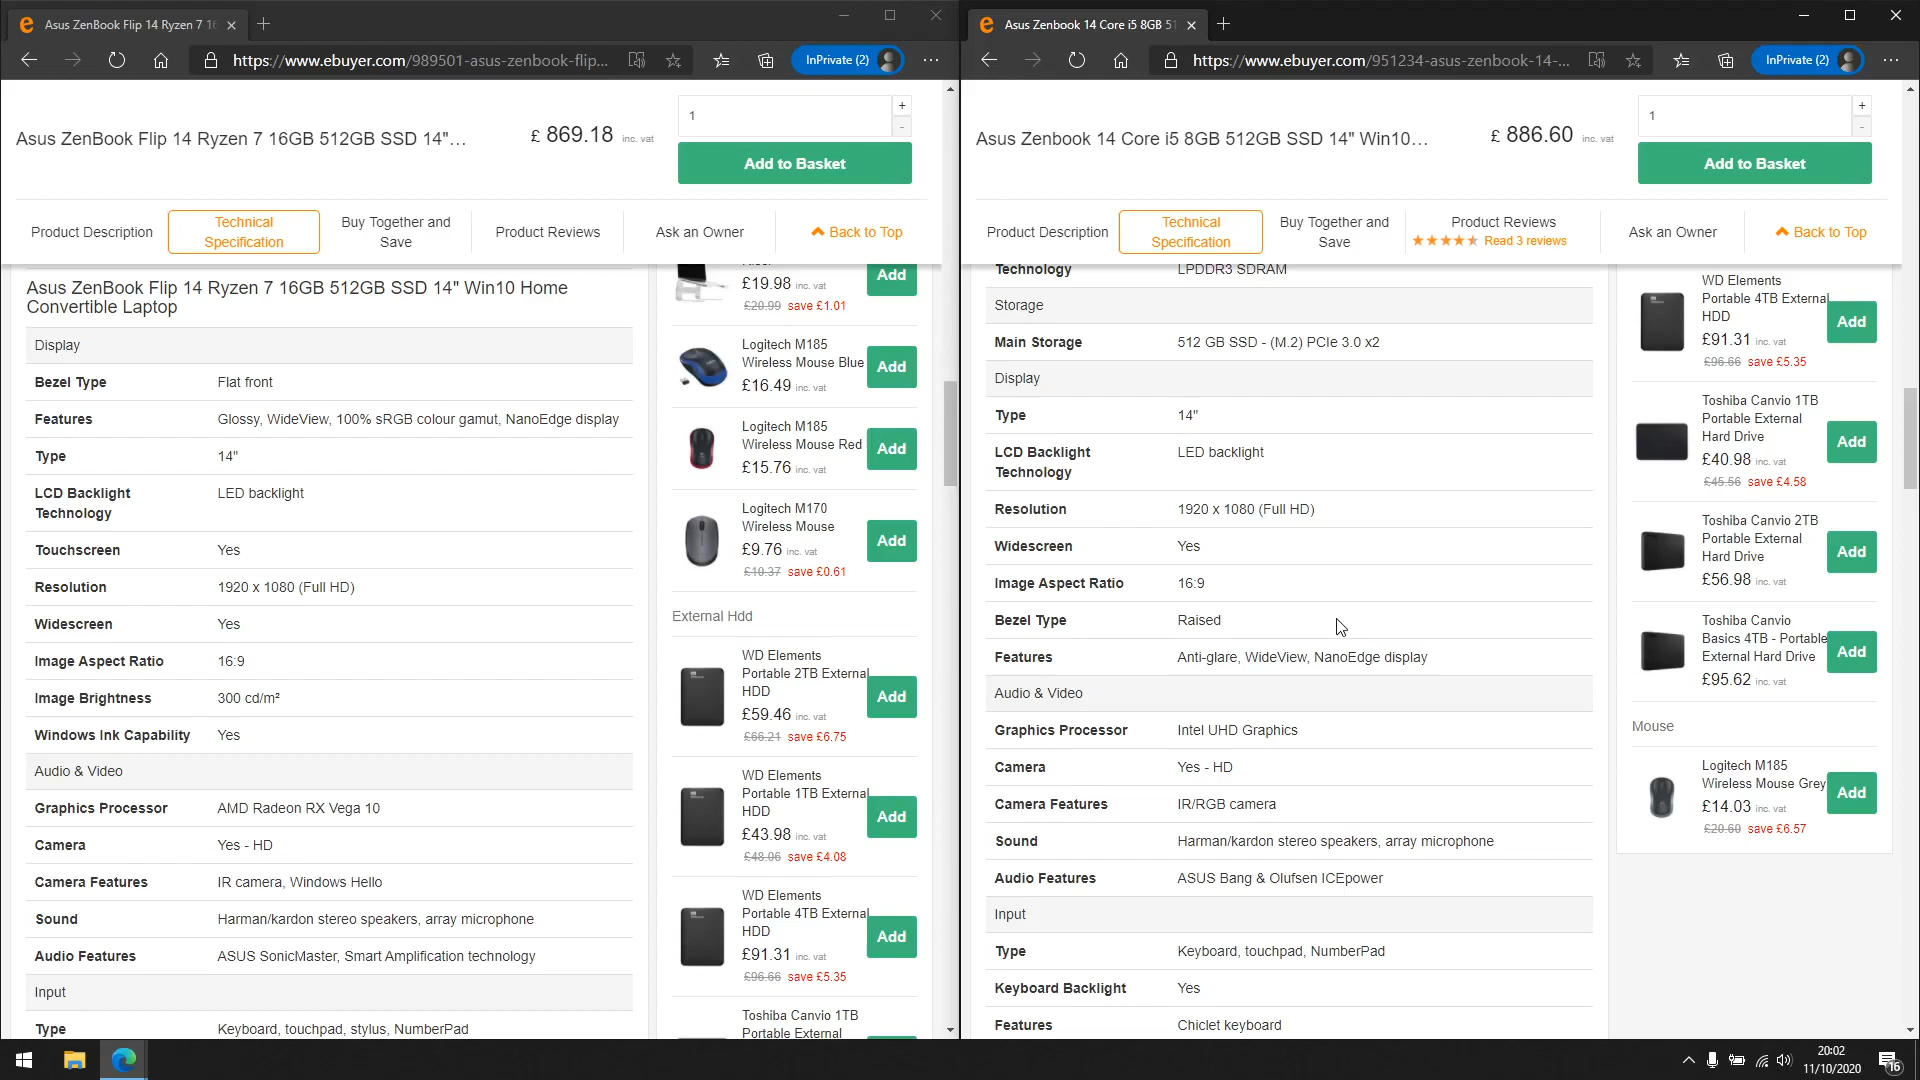 Asus ZenBook Flip 14 Ryzen 7 16
https://www.ebuyer.com/989501-asus-zenbook-flip...
InPrivate (2)
Asus ZenBook Flip 14 Ryzen 7 16GB 512GB SSD 14"...
£ 869.18 inc. vat
1
+
-
Add to Basket
Product Description
Technical
Specification
Buy Together and
Save
Product Reviews
Ask an Owner
Back to Top
Asus ZenBook Flip 14 Ryzen 7 16GB 512GB SSD 14" Win10 Home
Convertible Laptop
Display
Bezel Type Flat front
Features Glossy, WideView, 100% sRGB colour gamut, NanoEdge display
Type 14"
LCD Backlight LED backlight
Technology
Touchscreen Yes
Resolution 1920 x 1080 (Full HD)
Widescreen Yes
Image Aspect Ratio 16:9
Image Brightness 300 cd/m²
Windows Ink Capability Yes
Audio & Video
Graphics Processor AMD Radeon RX Vega 10
Camera Yes - HD
Camera Features IR camera, Windows Hello
Sound Harman/kardon stereo speakers, array microphone
Audio Features ASUS SonicMaster, Smart Amplification technology
Input
Type Keyboard, touchpad, stylus, NumberPad
£19.98 inc. vat
£20.99 save £1.01
Add
Logitech M185
Wireless Mouse Blue
£16.49 inc. vat
Add
Logitech M185
Wireless Mouse Red
£15.76 inc. vat
Add
Logitech M170
Wireless Mouse
£9.76 inc. vat
£10.37 save £0.61
Add
External Hdd
WD Elements
Portable 2TB External
HDD
£59.46 inc. vat
£66.21 save £6.75
Add
WD Elements
Portable 1TB External
HDD
£43.98 inc. vat
£48.06 save £4.08
Add
WD Elements
Portable 4TB External
HDD
£91.31 inc. vat
£96.66 save £5.35
Add
Toshiba Canvio 1TB
Portable External
Asus Zenbook 14 Core i5 8GB 51
https://www.ebuyer.com/951234-asus-zenbook-14-...
InPrivate (2)
Asus Zenbook 14 Core i5 8GB 512GB SSD 14" Win10...
£ 886.60 inc. vat
1
+
-
Add to Basket
Product Description
Technical
Specification
Buy Together and
Save
Product Reviews
Read 3 reviews
Ask an Owner
Back to Top
Technology LPDDR3 SDRAM
Storage
Main Storage 512 GB SSD - (M.2) PCIe 3.0 x2
Display
Type 14"
LCD Backlight LED backlight
Technology
Resolution 1920 x 1080 (Full HD)
Widescreen Yes
Image Aspect Ratio 16:9
Bezel Type Raised
Features Anti-glare, WideView, NanoEdge display
Audio & Video
Graphics Processor Intel UHD Graphics
Camera Yes - HD
Camera Features IR/RGB camera
Sound Harman/kardon stereo speakers, array microphone
Audio Features ASUS Bang & Olufsen ICEpower
Input
Type Keyboard, touchpad, NumberPad
Keyboard Backlight Yes
Features Chiclet keyboard
WD Elements
Portable 4TB External
HDD
£91.31 inc. vat
£96.66 save £5.35
Add
Toshiba Canvio 1TB
Portable External
Hard Drive
£40.98 inc. vat
£45.56 save £4.58
Add
Toshiba Canvio 2TB
Portable External
Hard Drive
£56.98 inc. vat
Add
Toshiba Canvio
Basics 4TB - Portable
External Hard Drive
£95.62 inc. vat
Add
Mouse
Logitech M185
Wireless Mouse Grey
£14.03 inc. vat
£20.60 save £6.57
Add
20:02
11/10/2020
16